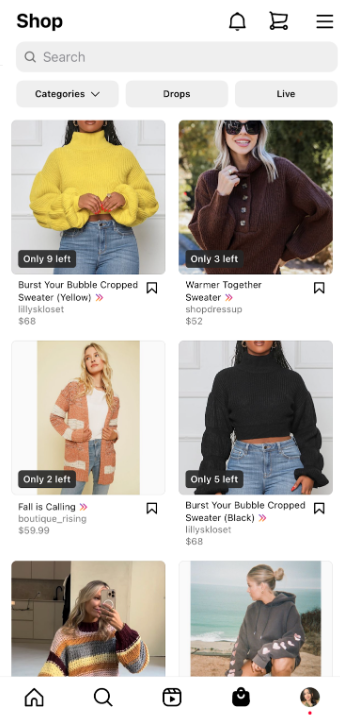 Shop
Search
Categories
Drops
Live
Only 9 left
Only 3 left
Burst Your Bubble Cropped
Sweater (Yellow)
lillyskloset
$68
Warmer Together
Sweater
shopdressup
$52
Only 2 left
Only 5 left
Fall is Calling
boutique_rising
$59.99
Burst Your Bubble Cropped
Sweater (Black)
lillyskloset
$68